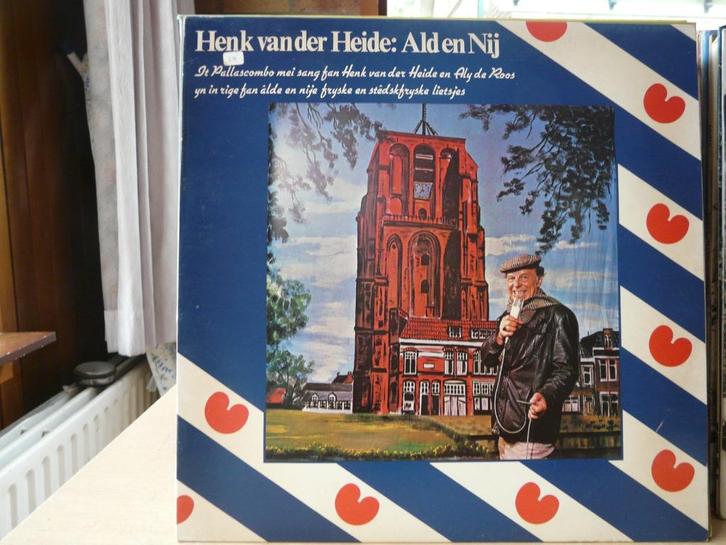 Henk van der Heide: Ald en Nij
It Pallascombo mei sang fan Henk van der Heide en Aly de Roos
yn in rige fan âlde en nije fryske en stêdskfryske lietsjes